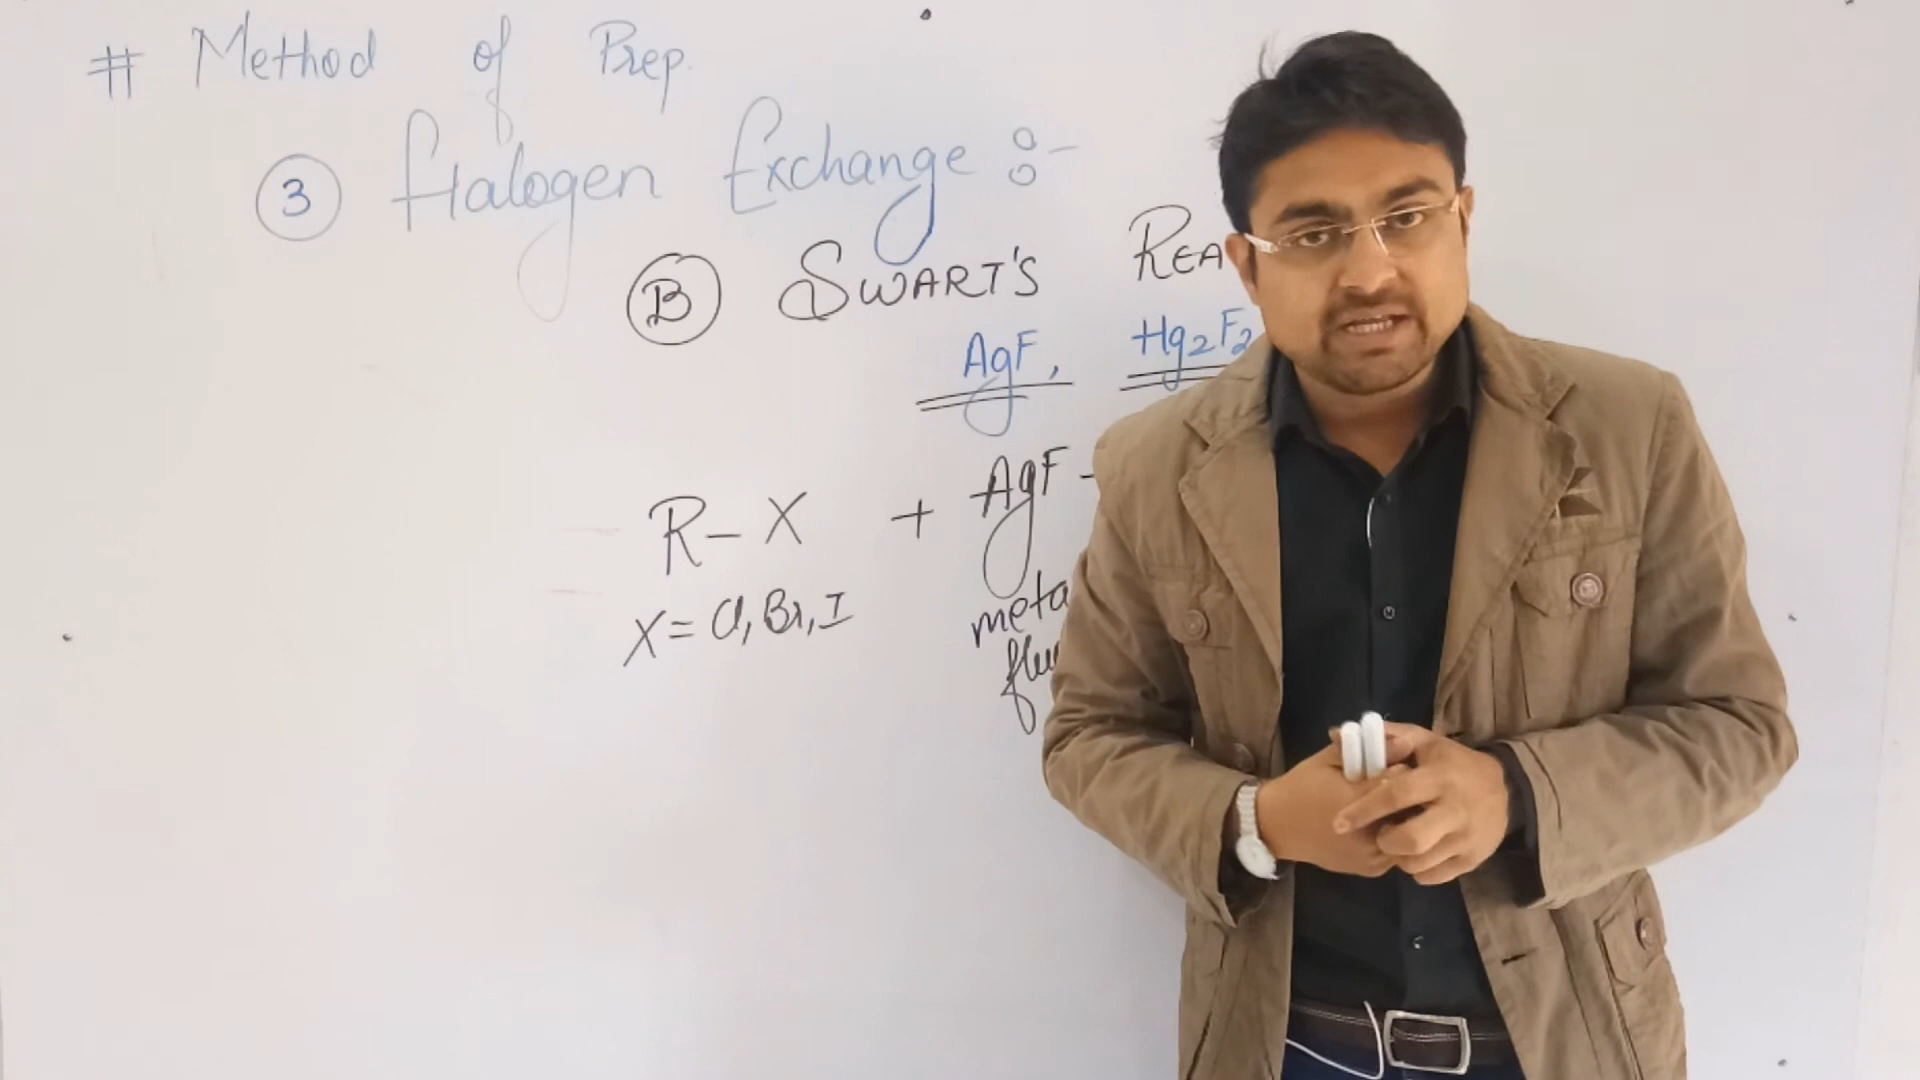 # Method of Prep.
3 Halogen Exchange :-
B SWART'S REA
AgF, Hg2F2
R-X + AgF -
X = Cl, Br, I
meta
flu